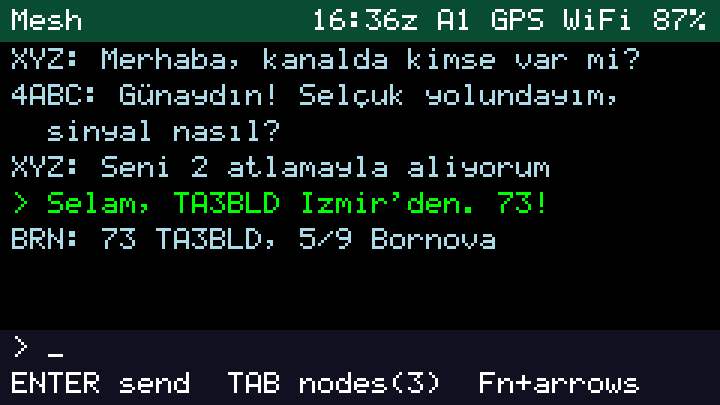 Mesh 16:36z A1 GPS WiFi 87%
XYZ: Merhaba, kanalda kimse var mi?
4ABC: Günaydın! Selçuk yolundayım,
sinyal nasıl?
XYZ: Seni 2 atlamayla aliyorum
> Selam, TA3BLD Izmir'den. 73!
BRN: 73 TA3BLD, 5/9 Bornova
> _
ENTER send TAB nodes(3) Fn+arrows